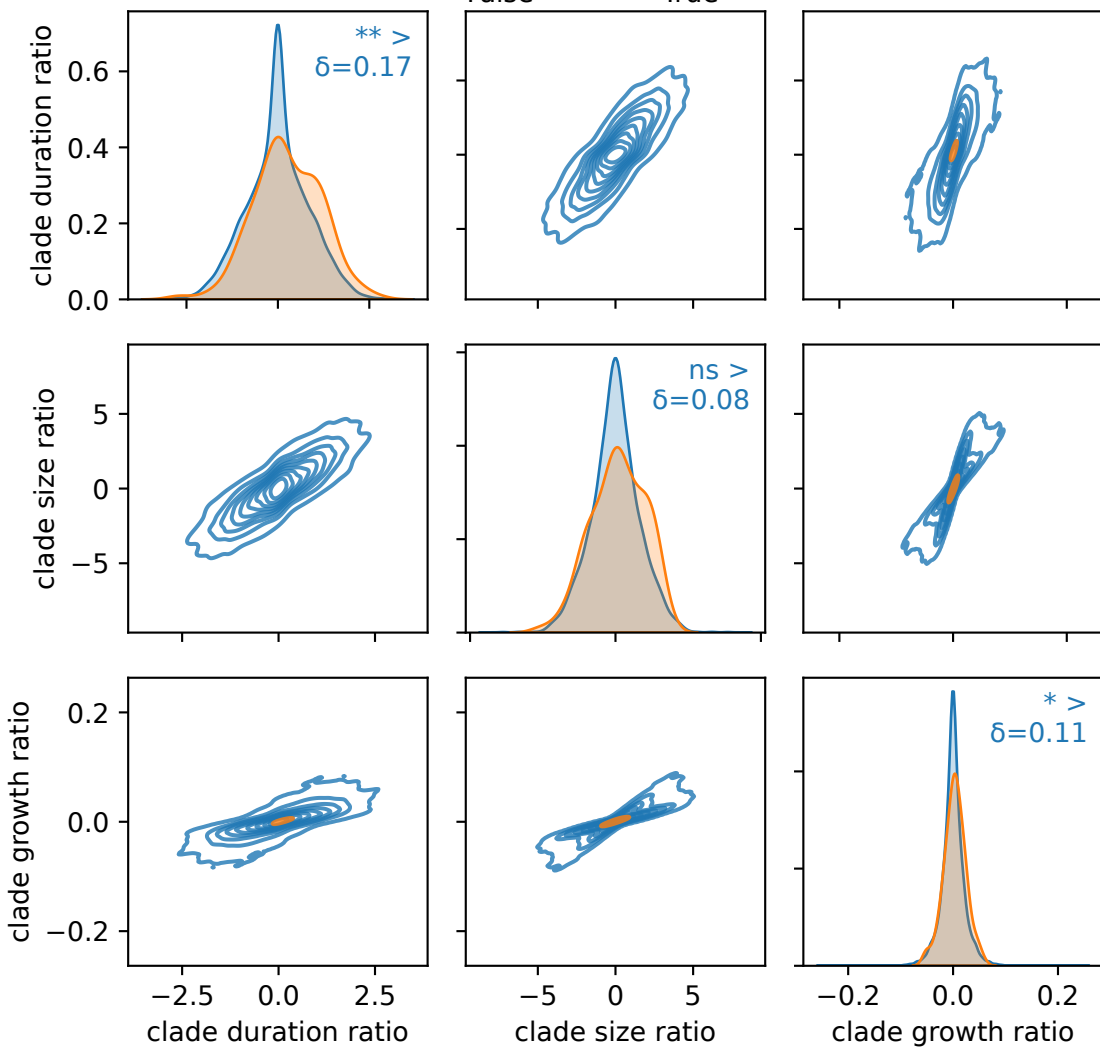 ** >
δ=0.17
clade duration ratio
0.6
0.4
0.2
0.0
ns >
δ=0.08
clade size ratio
5
0
−5
* >
δ=0.11
clade growth ratio
0.2
0.0
−0.2
−2.5 0.0 2.5 −5 0 5 −0.2 0.0 0.2
clade duration ratio clade size ratio clade growth ratio